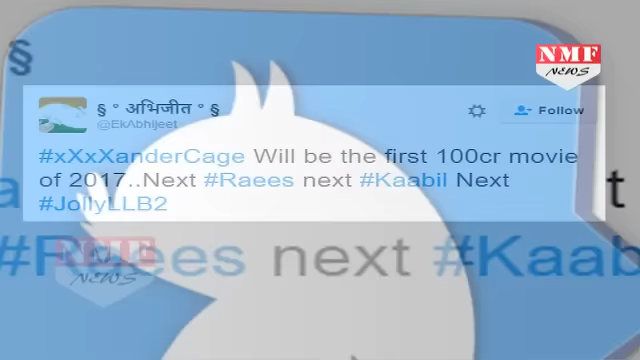 §
NMF
NEWS
§ ° अभिजीत ° §
@EkAbhijeet
Follow
#xXxXanderCage Will be the first 100cr movie
of 2017..Next #Raees next #Kaabil Next
#JollyLLB2
a
t
#Raees next #Kaab
NMF
NEWS